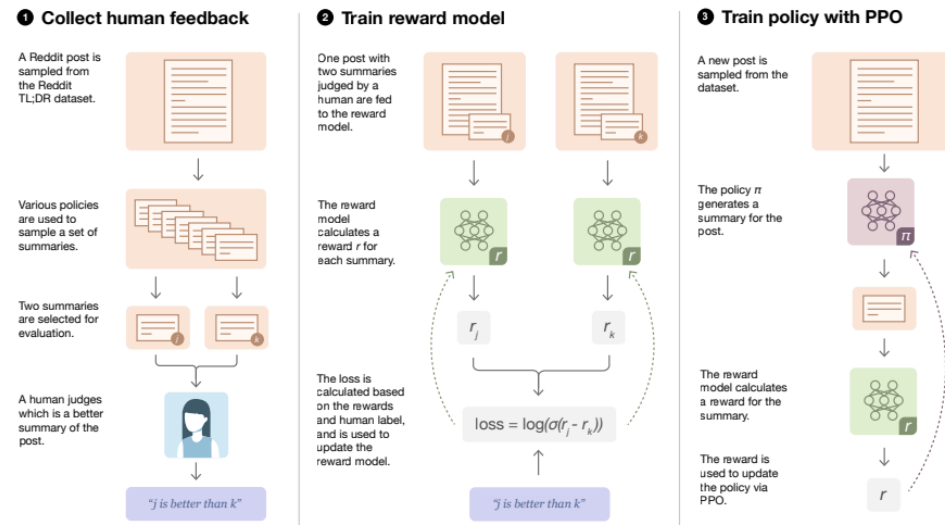 1 Collect human feedback
A Reddit post is
sampled from
the Reddit
TL;DR dataset.
Various policies
are used to
sample a set of
summaries.
Two summaries
are selected for
evaluation.
j
k
A human judges
which is a better
summary of the
post.
“j is better than k”
2 Train reward model
One post with
two summaries
judged by a
human are fed
to the reward
model.
j
k
The reward
model
calculates a
reward r for
each summary.
r
r
r_j
r_k
The loss is
calculated based
on the rewards
and human label,
and is used to
update the
reward model.
loss = log(σ(r_j - r_k))
“j is better than k”
3 Train policy with PPO
A new post is
sampled from the
dataset.
The policy π
generates a
summary for the
post.
π
The reward
model calculates
a reward for the
summary.
r
The reward is
used to update
the policy via
PPO.
r